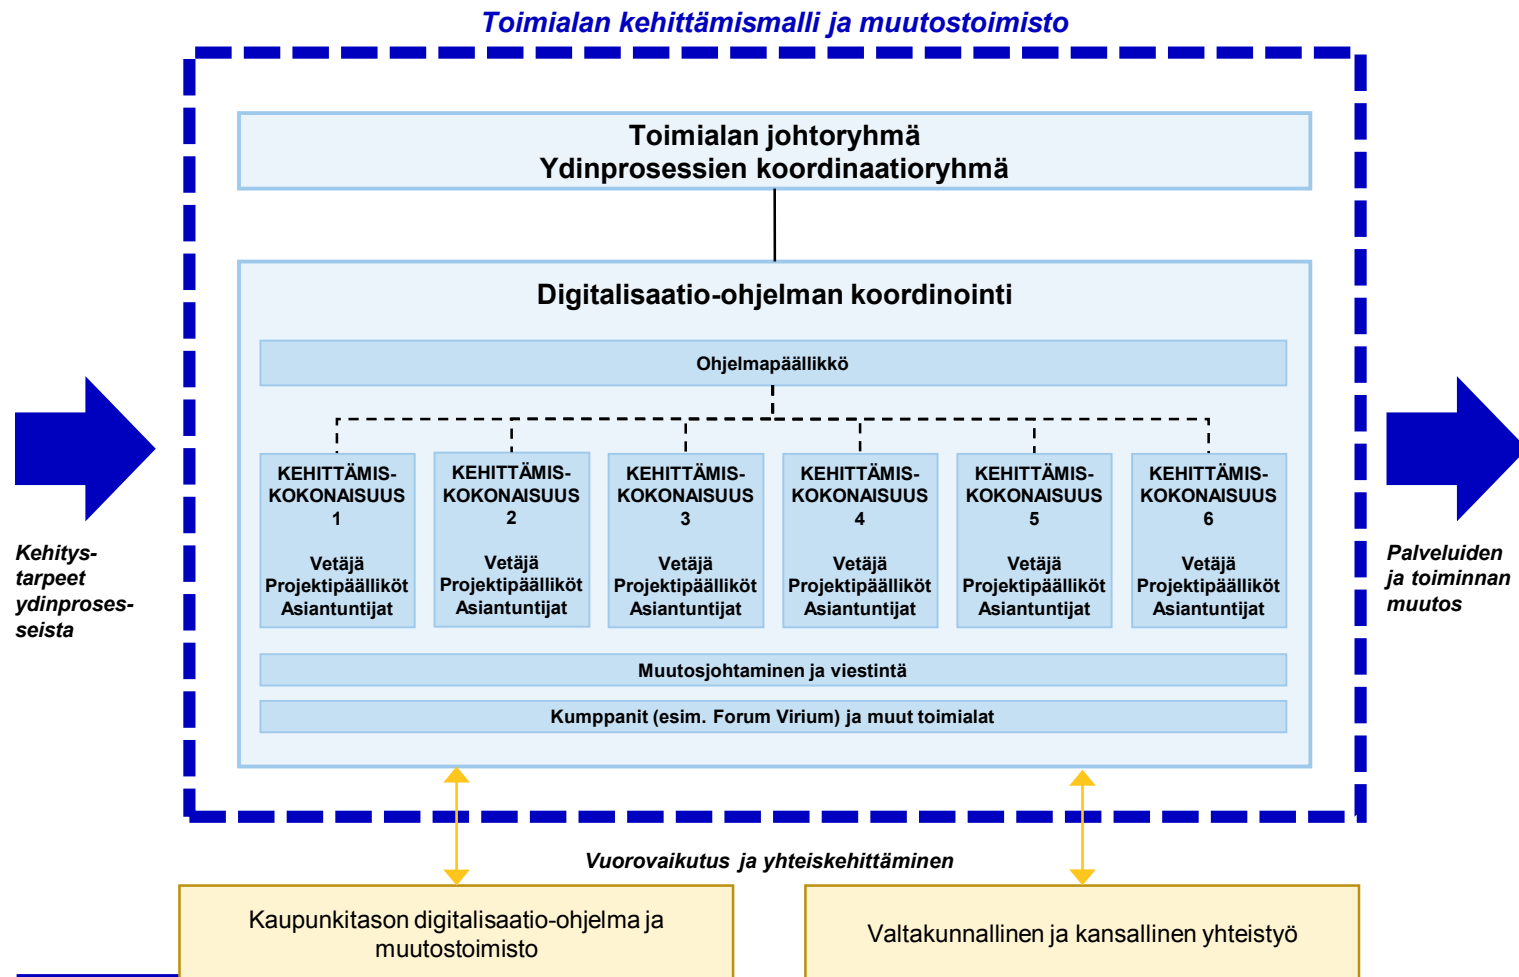 Toimialan kehittämismalli ja muutostoimisto
Toimialan johtoryhmä
Ydinprosessien koordinaatioryhmä
Digitalisaatio-ohjelman koordinointi
Ohjelmapäällikkö
KEHITTÄMIS-
KOKONAISUUS
1
Vetäjä
Projektipäälliköt
Asiantuntijat
KEHITTÄMIS-
KOKONAISUUS
2
Vetäjä
Projektipäälliköt
Asiantuntijat
KEHITTÄMIS-
KOKONAISUUS
3
Vetäjä
Projektipäälliköt
Asiantuntijat
KEHITTÄMIS-
KOKONAISUUS
4
Vetäjä
Projektipäälliköt
Asiantuntijat
KEHITTÄMIS-
KOKONAISUUS
5
Vetäjä
Projektipäälliköt
Asiantuntijat
KEHITTÄMIS-
KOKONAISUUS
6
Vetäjä
Projektipäälliköt
Asiantuntijat
Kehitys-
tarpeet
ydinproses-
seista
Palveluiden
ja toiminnan
muutos
Muutosjohtaminen ja viestintä
Kumppanit (esim. Forum Virium) ja muut toimialat
Vuorovaikutus ja yhteiskehittäminen
Kaupunkitason digitalisaatio-ohjelma ja
muutostoimisto
Valtakunnallinen ja kansallinen yhteistyö